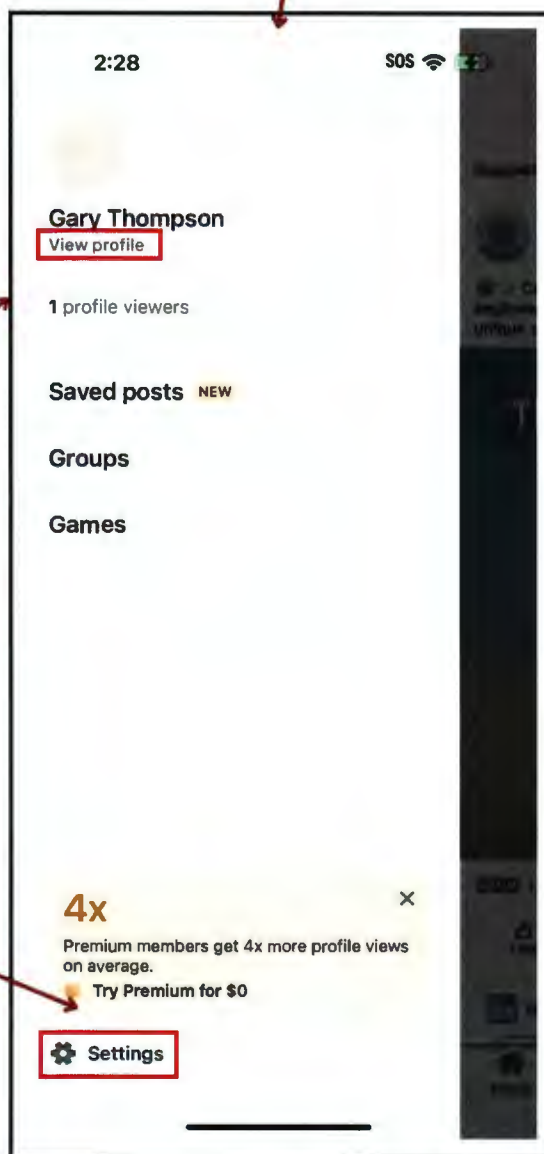 2:28 SOS
Gary Thompson
View profile
1 profile viewers
Saved posts NEW
Groups
Games
4x
Premium members get 4x more profile views
on average.
Try Premium for $0
Settings